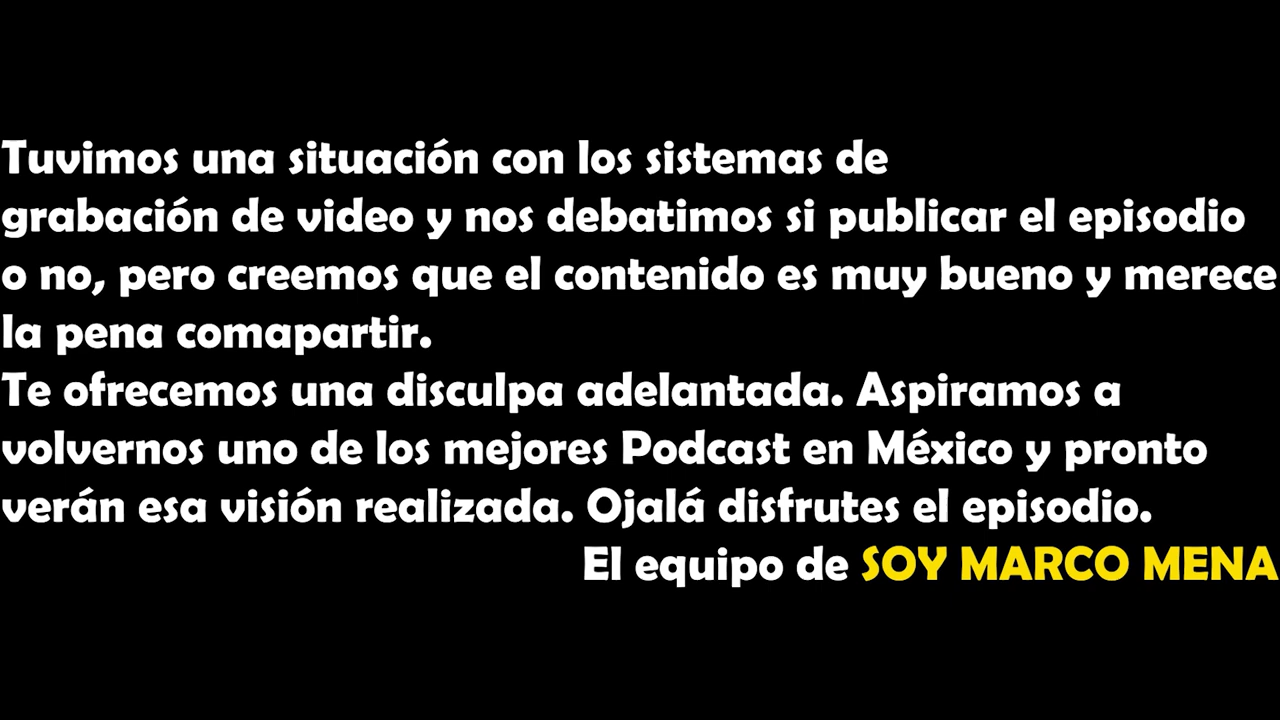 Tuvimos una situación con los sistemas de
grabación de video y nos debatimos si publicar el episodio
o no, pero creemos que el contenido es muy bueno y merece
la pena comapartir.
Te ofrecemos una disculpa adelantada. Aspiramos a
volvernos uno de los mejores Podcast en México y pronto
verán esa visión realizada. Ojalá disfrutes el episodio.
El equipo de SOY MARCO MENA